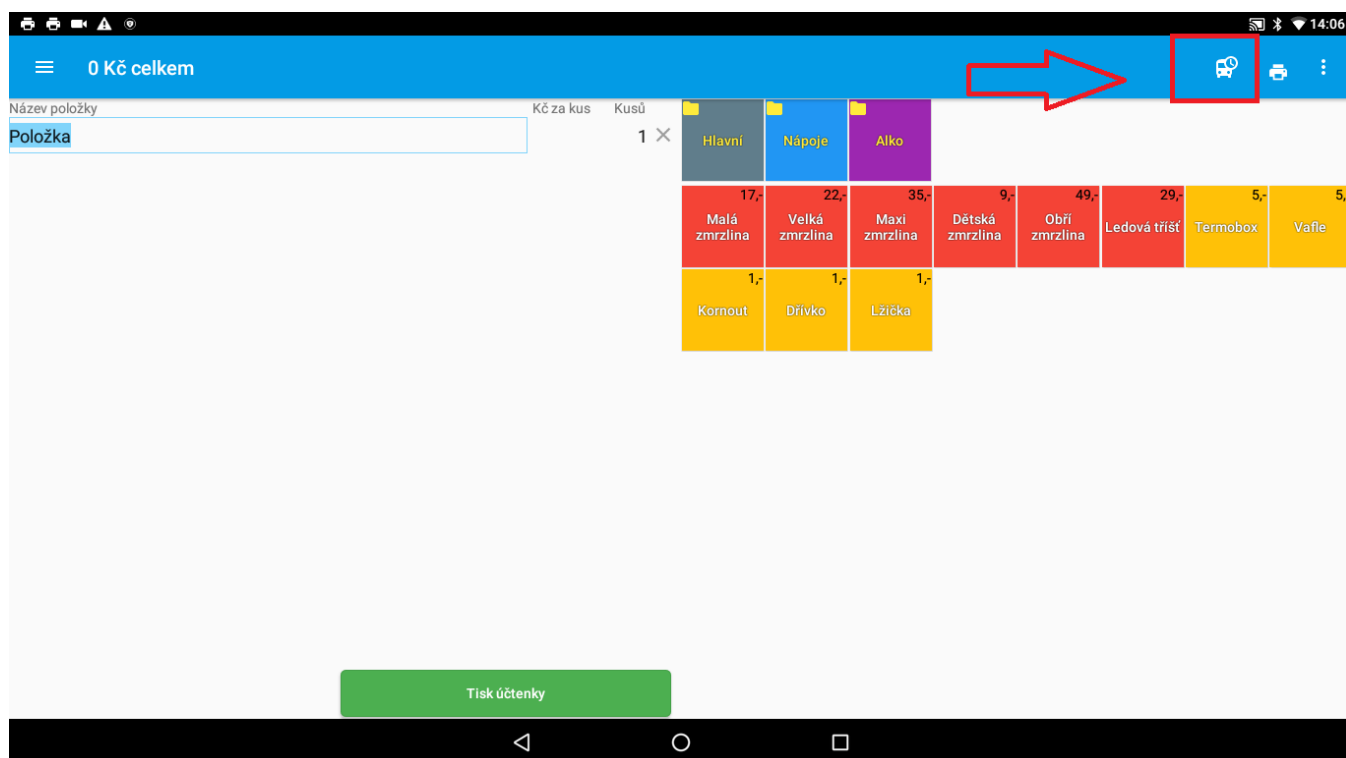 14:06
0 Kč celkem
Název položky Kč za kus Kusů
Položka 1
Hlavní Nápoje Alko
17,- 22,- 35,- 9,- 49,- 29,- 5,- 5,
Malá zmrzlina Velká zmrzlina Maxi zmrzlina Dětská zmrzlina Obří zmrzlina Ledová tříšť Termobox Vafle
1,- 1,- 1,-
Kornout Dřívko Lžička
Tisk účtenky